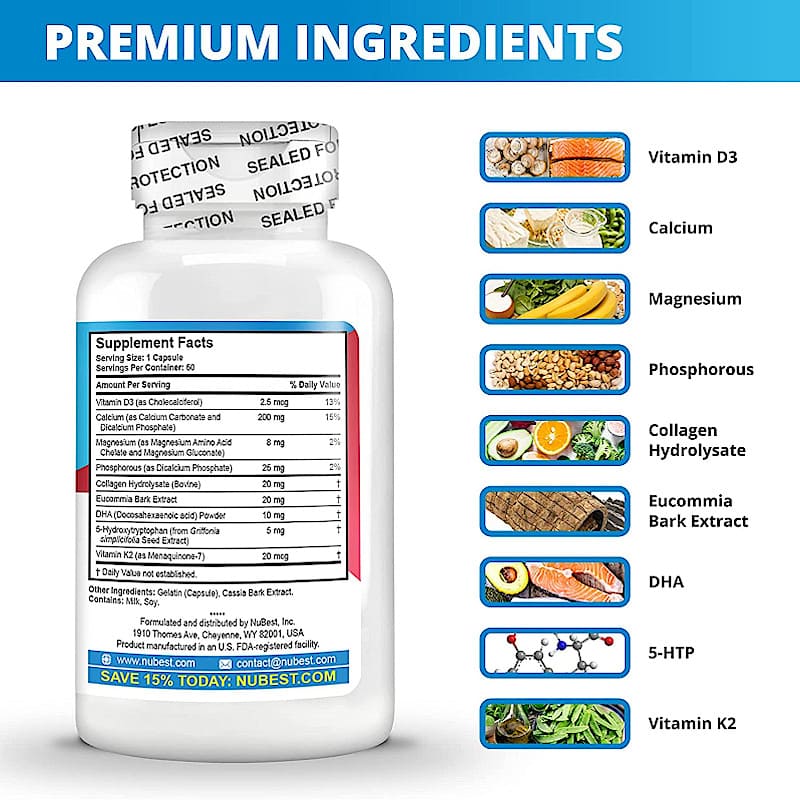 PREMIUM INGREDIENTS
SEALED FO
ROTECTION
SEALED FO
TECTION
SEALED FO
Supplement Facts
Serving Size: 1 Capsule
Servings Per Container: 60
Amount Per Serving % Daily Value
Vitamin D3 (as Cholecalciferol) 2.5 mcg 13%
Calcium (as Calcium Carbonate and 200 mg 15%
Dicalcium Phosphate)
Magnesium (as Magnesium Amino Acid 8 mg 2%
Chelate and Magnesium Gluconate)
Phosphorous (as Dicalcium Phosphate) 25 mg 2%
Collagen Hydrolysate (Bovine) 20 mg †
Eucommia Bark Extract 20 mg †
DHA (Docosahexaenoic acid) Powder 10 mg †
5-Hydroxytryptophan (from Griffonia 5 mg †
simplicifolia Seed Extract)
Vitamin K2 (as Menaquinone-7) 20 mcg †
† Daily Value not established.
Other Ingredients: Gelatin (Capsule), Cassia Bark Extract.
Contains: Milk, Soy.
*****
Formulated and distributed by NuBest, Inc.
1910 Thomes Ave, Cheyenne, WY 82001, USA
Product manufactured in an U.S. FDA-registered facility.
www.nubest.com contact@nubest.com
SAVE 15% TODAY: NUBEST.COM
Vitamin D3
Calcium
Magnesium
Phosphorous
Collagen
Hydrolysate
Eucommia
Bark Extract
DHA
5-HTP
Vitamin K2